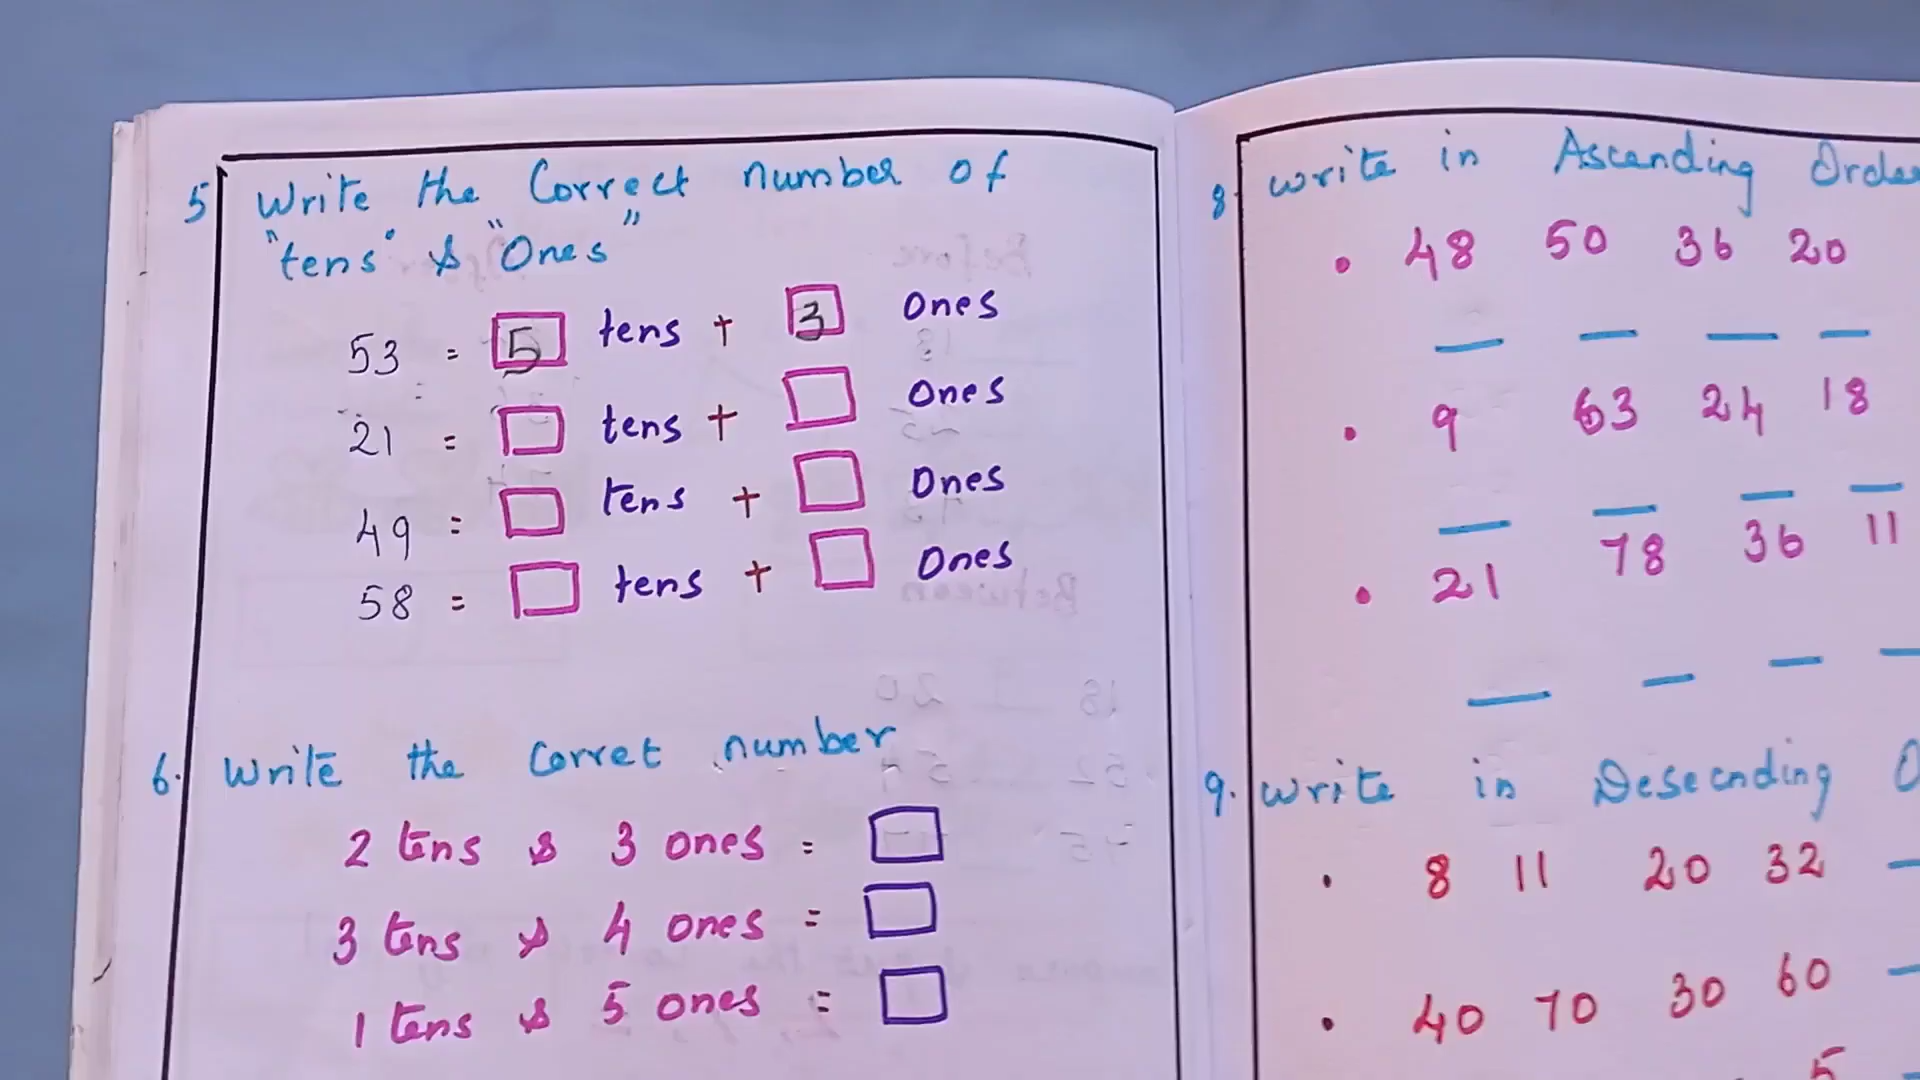 5 Write the Correct number of
"tens" & "Ones"
53 = 5 tens + 3 Ones
21 = tens + Ones
49 = tens + Ones
58 = tens + Ones
6. Write the Corret number
2 tens & 3 ones =
3 tens & 4 ones =
1 tens & 5 ones =
8. Write in Ascending Order
• 48 50 36 20
• 9 63 24 18
• 21 78 36 11
9. Write in Desecnding
• 8 11 20 32
• 40 70 30 60
5